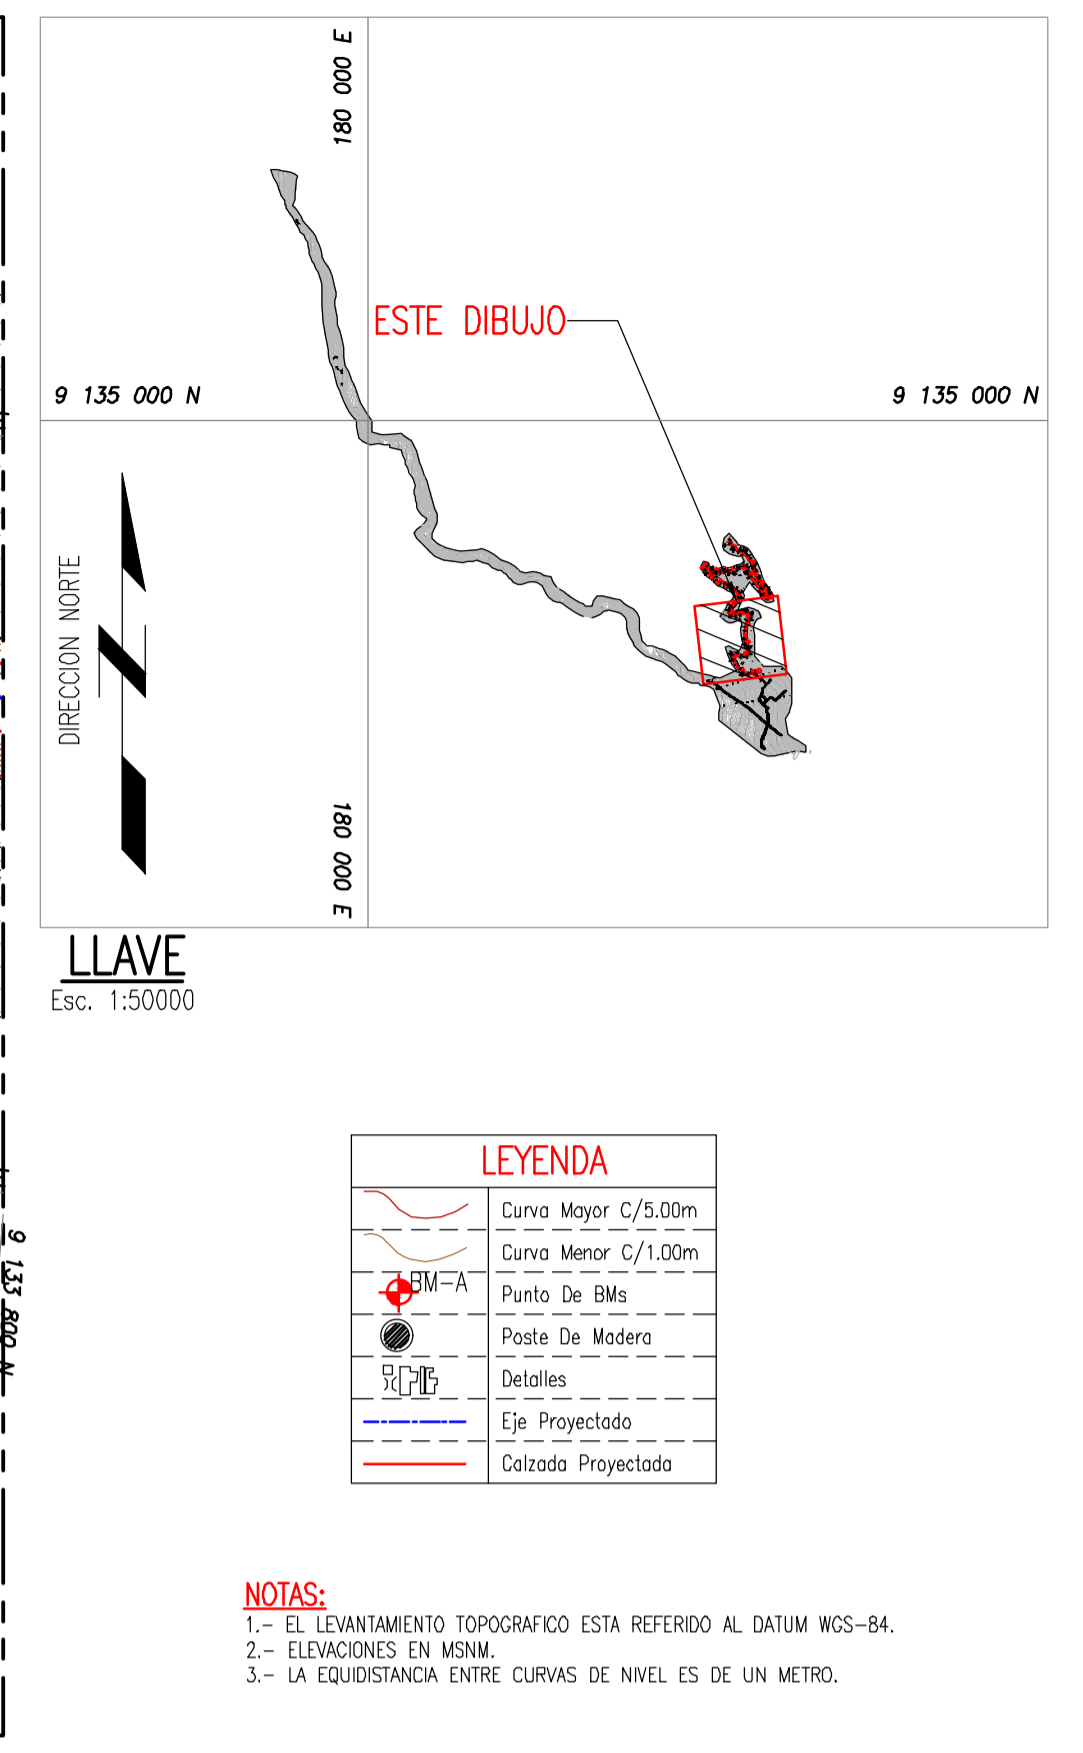 180 000 E
ESTE DIBUJO
9 135 000 N
9 135 000 N
DIRECCION NORTE
180 000 E
LLAVE
Esc. 1:50000
LEYENDA
Curva Mayor C/5.00m
Curva Menor C/1.00m
BM-A
Punto De BMs
Poste De Madera
Detalles
Eje Proyectado
Calzada Proyectada
9 133 800 N
NOTAS:
1.- EL LEVANTAMIENTO TOPOGRAFICO ESTA REFERIDO AL DATUM WGS-84.
2.- ELEVACIONES EN MSNM.
3.- LA EQUIDISTANCIA ENTRE CURVAS DE NIVEL ES DE UN METRO.